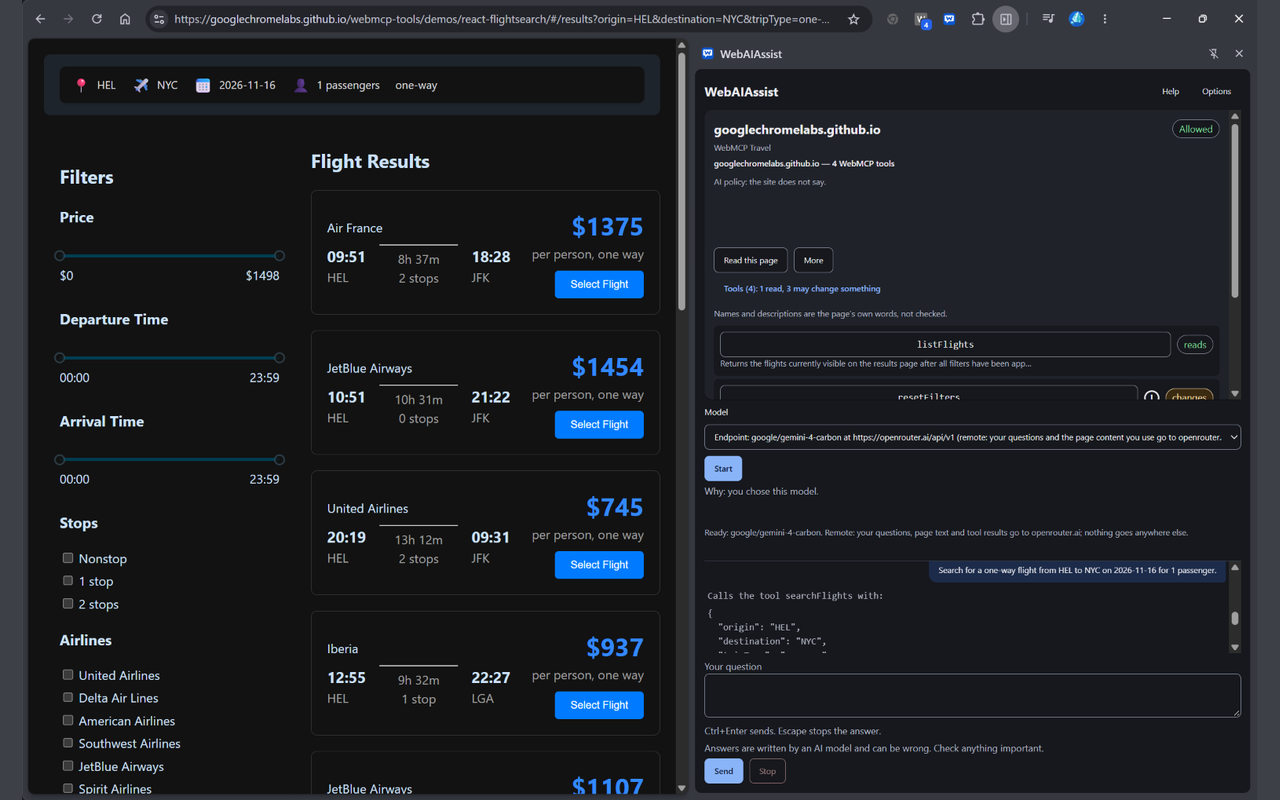 https://googlechromelabs.github.io/webmcp-tools/demos/react-flightsearch/#/results?origin=HEL&destination=NYC&tripType=one-...
4
HEL NYC 2026-11-16 1 passengers one-way
Filters
Price
$0 $1498
Departure Time
00:00 23:59
Arrival Time
00:00 23:59
Stops
Nonstop
1 stop
2 stops
Airlines
United Airlines
Delta Air Lines
American Airlines
Southwest Airlines
JetBlue Airways
Spirit Airlines
Flight Results
Air France $1375
09:51 8h 37m 18:28 per person, one way
HEL 2 stops JFK Select Flight
JetBlue Airways $1454
10:51 10h 31m 21:22 per person, one way
HEL 0 stops JFK Select Flight
United Airlines $745
20:19 13h 12m 09:31 per person, one way
HEL 2 stops JFK Select Flight
Iberia $937
12:55 9h 32m 22:27 per person, one way
HEL 1 stop LGA Select Flight
JetBlue Airways $1107
WebAIAssist
WebAIAssist Help Options
googlechromelabs.github.io Allowed
WebMCP Travel
googlechromelabs.github.io — 4 WebMCP tools
AI policy: the site does not say.
Read this page More
Tools (4): 1 read, 3 may change something
Names and descriptions are the page's own words, not checked.
listFlights reads
Returns the flights currently visible on the results page after all filters have been app...
resetFilters changes
Model
Endpoint: google/gemini-4-carbon at https://openrouter.ai/api/v1 (remote: your questions and the page content you use go to openrouter.
Start
Why: you chose this model.
Ready: google/gemini-4-carbon. Remote: your questions, page text and tool results go to openrouter.ai; nothing goes anywhere else.
Search for a one-way flight from HEL to NYC on 2026-11-16 for 1 passenger.
Calls the tool searchFlights with:
{
"origin": "HEL",
"destination": "NYC",
Your question
Ctrl+Enter sends. Escape stops the answer.
Answers are written by an AI model and can be wrong. Check anything important.
Send Stop